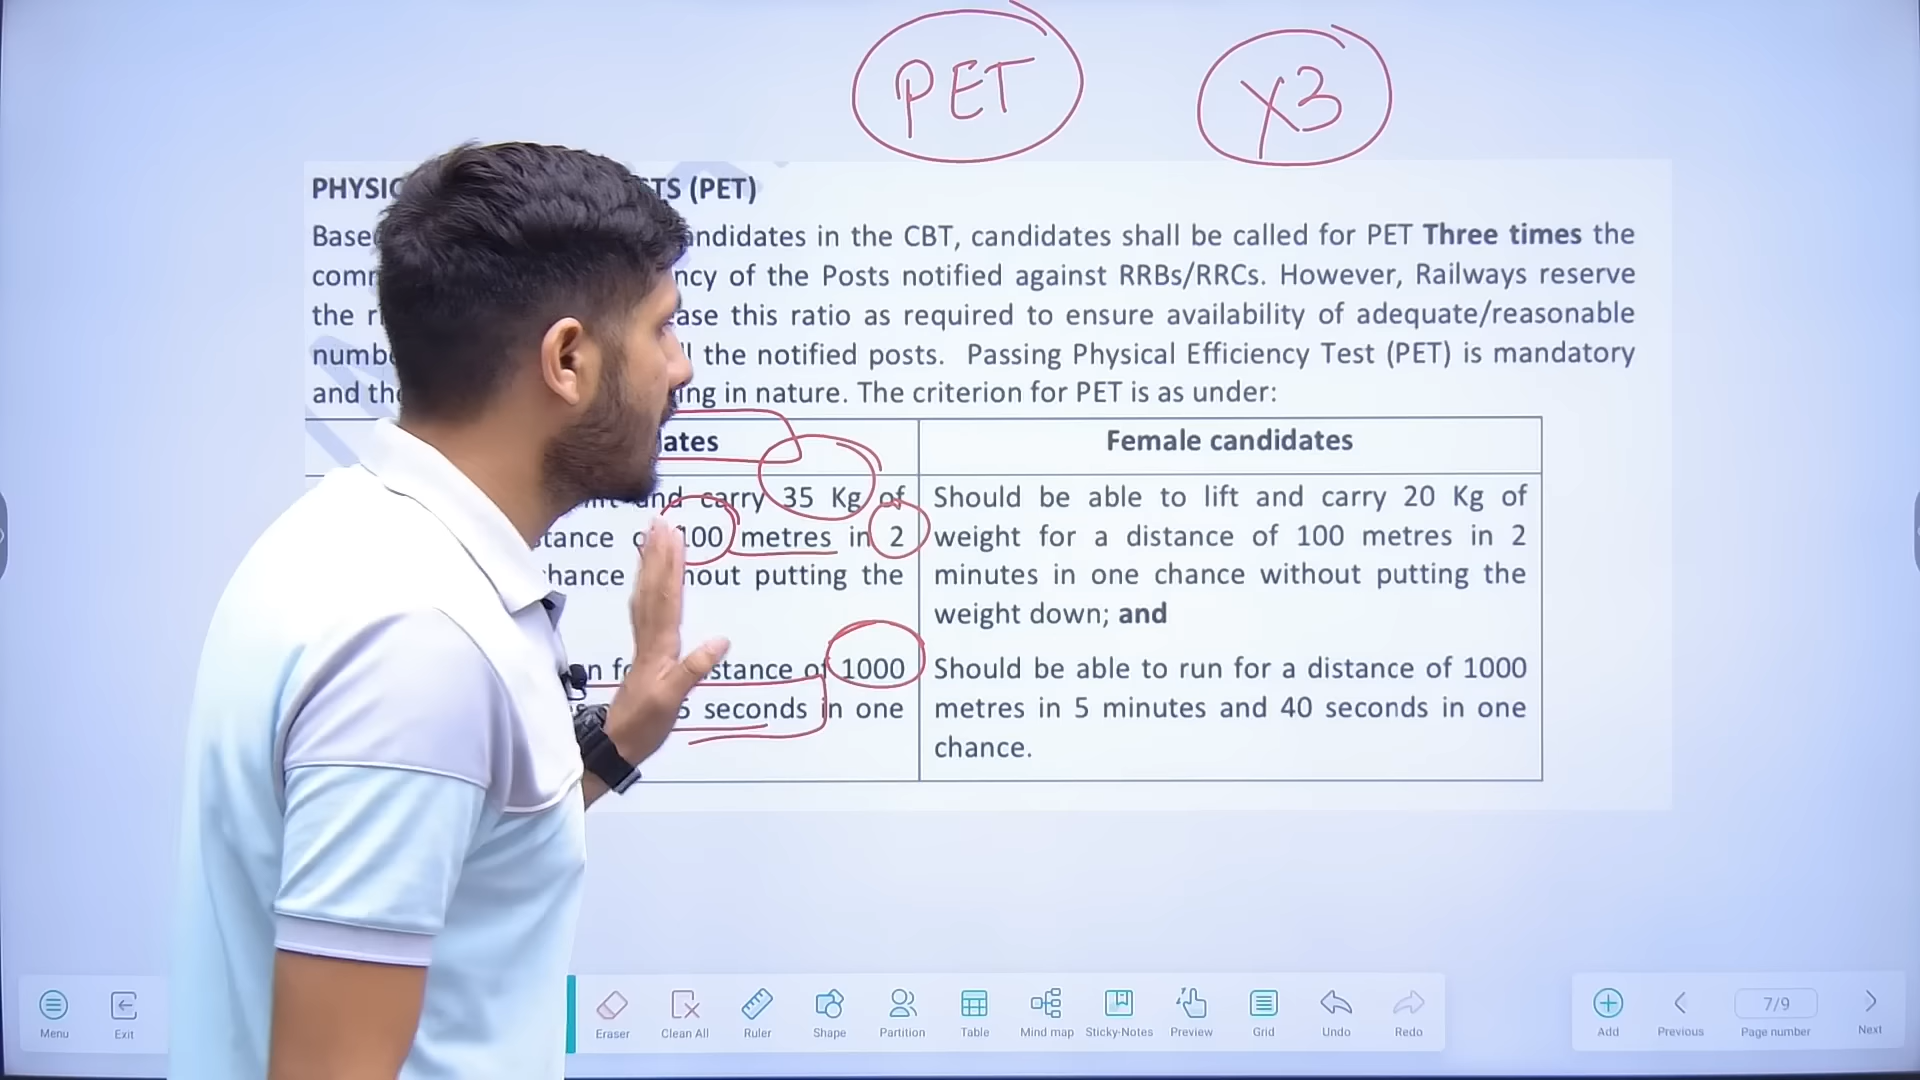 PET X3
PHYSIC TS (PET)
Base ndidates in the CBT, candidates shall be called for PET Three times the
com ncy of the Posts notified against RRBs/RRCs. However, Railways reserve
the r ase this ratio as required to ensure availability of adequate/reasonable
numb the notified posts. Passing Physical Efficiency Test (PET) is mandatory
and th ing in nature. The criterion for PET is as under:
ates
Female candidates
and carry 35 Kg of
tance 100 metres in 2
hance hout putting the
stance of 1000
5 seconds in one
Should be able to lift and carry 20 Kg of
weight for a distance of 100 metres in 2
minutes in one chance without putting the
weight down; and
Should be able to run for a distance of 1000
metres in 5 minutes and 40 seconds in one
chance.
Menu Exit Eraser Clean All Ruler Shape Partition Table Mind map Sticky-Notes Preview Grid Undo Redo Add Previous 7/9 Page number Next